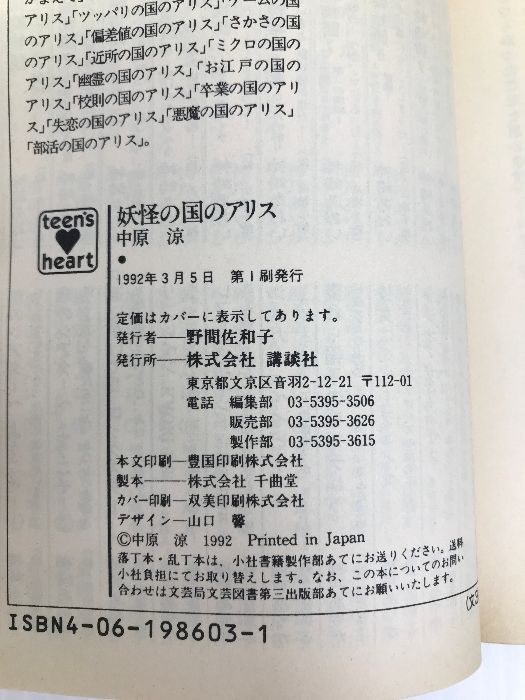 アリス」「ツッパリの国のアリス」「ゲームの国
のアリス」「偏差値の国のアリス」「さかさの国
のアリス」「近所の国のアリス」「ミクロの国の
アリス」「幽霊の国のアリス」「お江戸の国の
アリス」「校則の国のアリス」「卒業の国のアリ
ス」「失恋の国のアリス」「悪魔の国のアリス」
「部活の国のアリス」。
teen's
heart
妖怪の国のアリス
中原 涼
●
1992年3月5日 第1刷発行
定価はカバーに表示してあります。
発行者──野間佐和子
発行所──株式会社 講談社
東京都文京区音羽2-12-21 〒112-01
電話 編集部 03-5395-3506
販売部 03-5395-3626
製作部 03-5395-3615
本文印刷─豊国印刷株式会社
製本───株式会社 千曲堂
カバー印刷─双美印刷株式会社
デザイン─山口 馨
©中原 涼 1992 Printed in Japan
落丁本・乱丁本は、小社書籍製作部あてにお送りください。送料
小社負担にてお取り替えします。なお、この本についてのお問い
合わせは文芸局文芸図書第三出版部あてにお願いいたします。
ISBN4-06-198603-1
(文3